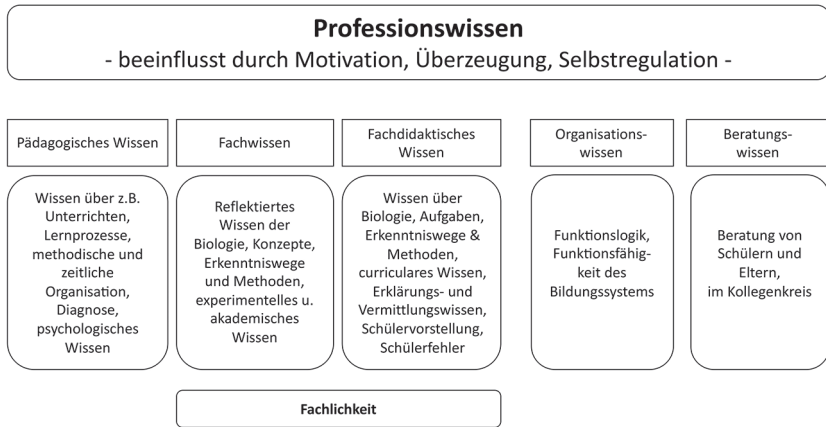 Professionswissen
- beeinflusst durch Motivation, Überzeugung, Selbstregulation -
Pädagogisches Wissen
Fachwissen
Fachdidaktisches
Wissen
Organisations-
wissen
Beratungs-
wissen
Wissen über z.B.
Unterrichten,
Lernprozesse,
methodische und
zeitliche
Organisation,
Diagnose,
psychologisches
Wissen
Reflektiertes
Wissen der
Biologie, Konzepte,
Erkenntniswege
und Methoden,
experimentelles u.
akademisches
Wissen
Wissen über
Biologie, Aufgaben,
Erkenntniswege &
Methoden,
curriculares Wissen,
Erklärungs- und
Vermittlungswissen,
Schülervorstellung,
Schülerfehler
Funktionslogik,
Funktionsfähig-
keit des
Bildungssystems
Beratung von
Schülern und
Eltern,
im Kollegenkreis
Fachlichkeit